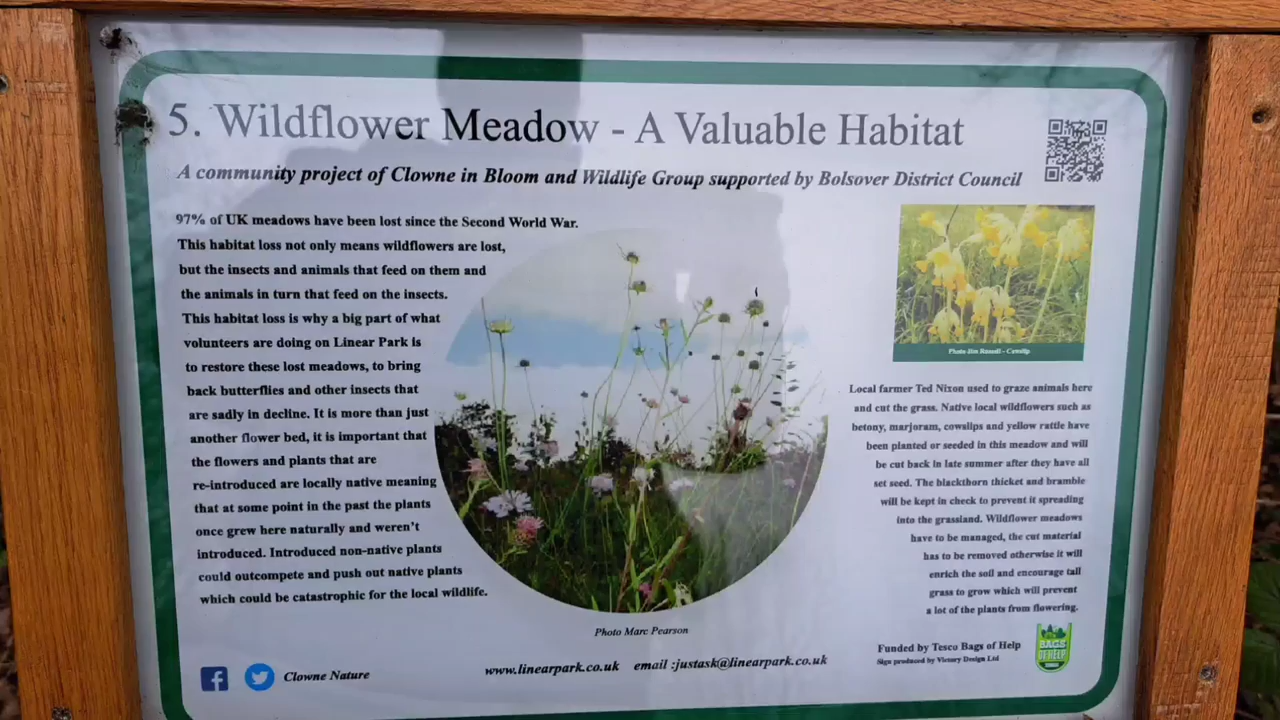 5. Wildflower Meadow - A Valuable Habitat
A community project of Clowne in Bloom and Wildlife Group supported by Bolsover District Council
97% of UK meadows have been lost since the Second World War.
This habitat loss not only means wildflowers are lost,
but the insects and animals that feed on them and
the animals in turn that feed on the insects.
This habitat loss is why a big part of what
volunteers are doing on Linear Park is
to restore these lost meadows, to bring
back butterflies and other insects that
are sadly in decline. It is more than just
another flower bed, it is important that
the flowers and plants that are
re-introduced are locally native meaning
that at some point in the past the plants
once grew here naturally and weren't
introduced. Introduced non-native plants
could outcompete and push out native plants
which could be catastrophic for the local wildlife.
Photo Marc Pearson
Photo Jim Russell - Cowslip
Local farmer Ted Nixon used to graze animals here
and cut the grass. Native local wildflowers such as
betony, marjoram, cowslips and yellow rattle have
been planted or seeded in this meadow and will
be cut back in late summer after they have all
set seed. The blackthorn thicket and bramble
will be kept in check to prevent it spreading
into the grassland. Wildflower meadows
have to be managed, the cut material
has to be removed otherwise it will
enrich the soil and encourage tall
grass to grow which will prevent
a lot of the plants from flowering.
Clowne Nature
www.linearpark.co.uk email :justask@linearpark.co.uk
Funded by Tesco Bags of Help
Sign produced by Victory Design Ltd
BAGS
OF HELP